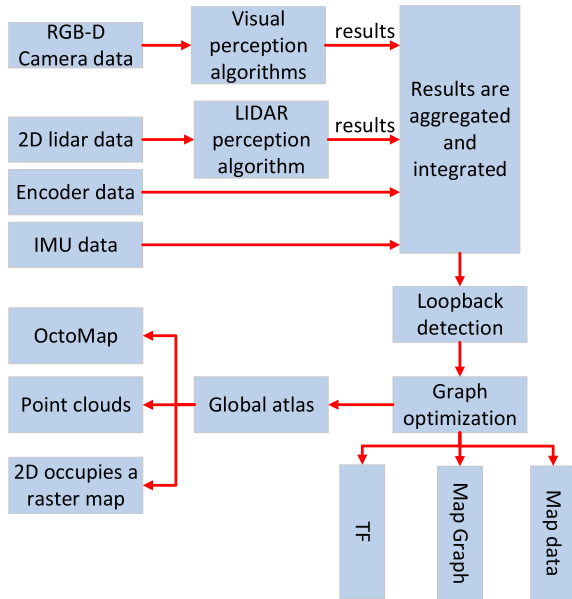 RGB-D
Camera data
Visual
perception
algorithms
results
2D lidar data
LIDAR
perception
algorithm
results
Encoder data
IMU data
Results are
aggregated
and
integrated
Loopback
detection
Graph
optimization
Global atlas
OctoMap
Point clouds
2D occupies a
raster map
TF
Map Graph
Map data